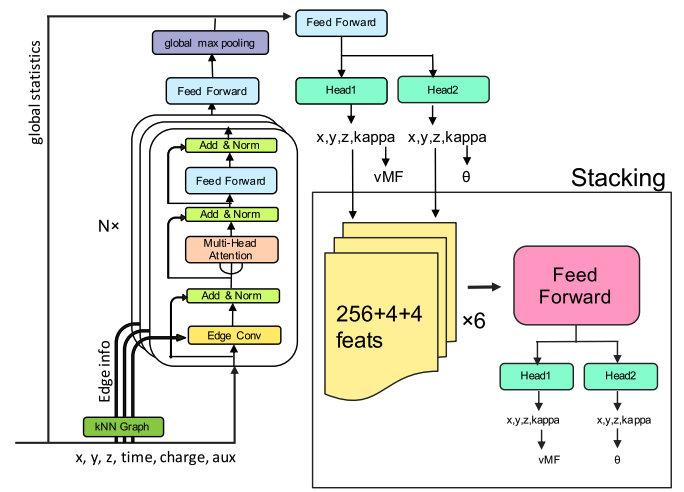 Feed Forward
global max pooling
global statistics
Feed Forward
Head1
Head2
x,y,z,kappa
x,y,z,kappa
vMF
θ
Add & Norm
Feed Forward
Add & Norm
N×
Multi-Head
Attention
Add & Norm
Edge Conv
Edge info
kNN Graph
x, y, z, time, charge, aux
Stacking
256+4+4
feats
×6
Feed
Forward
Head1
Head2
x,y,z,kappa
x,y,z,kappa
vMF
θ